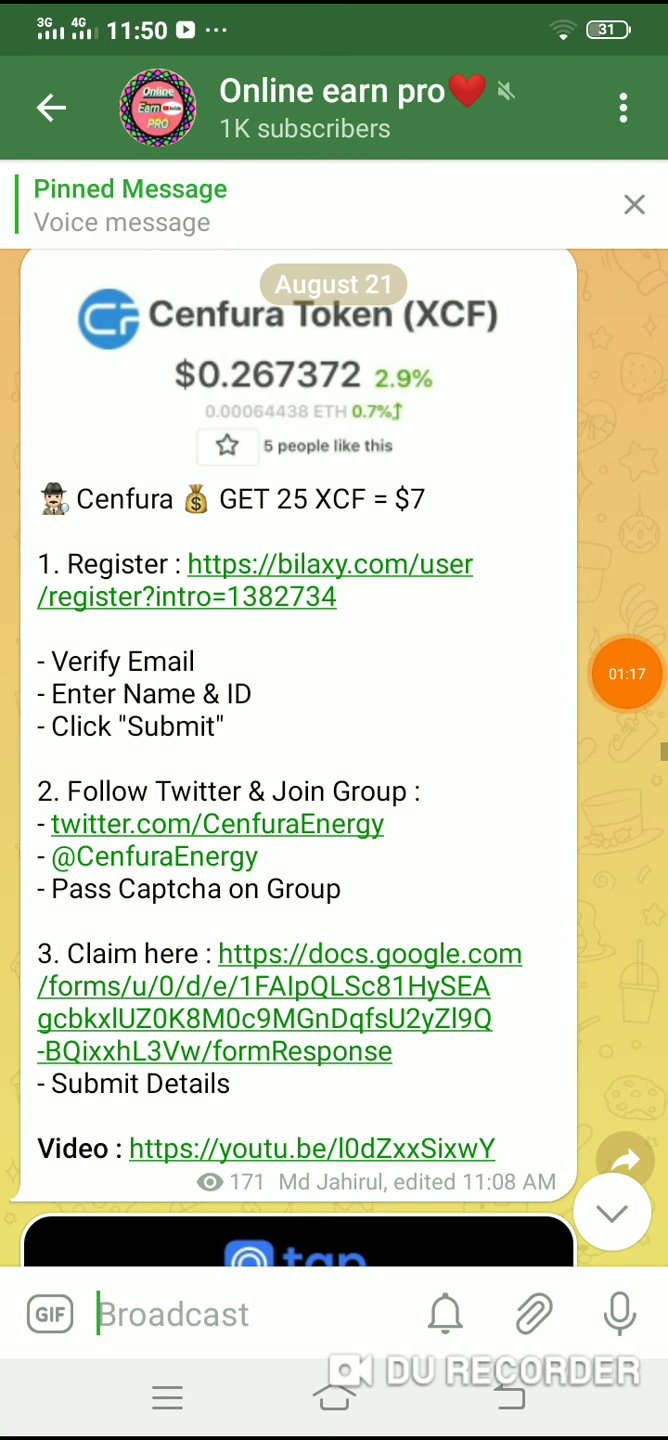 3G 4G 11:50 31
Online Earn PRO
Online earn pro❤️
1K subscribers
Pinned Message
Voice message
August 21
Cenfura Token (XCF)
$0.267372 2.9%
0.00064438 ETH 0.7%
5 people like this
🕵🏻‍♂️ Cenfura 💰 GET 25 XCF = $7
1. Register : https://bilaxy.com/user
/register?intro=1382734
- Verify Email
- Enter Name & ID
- Click "Submit"
2. Follow Twitter & Join Group :
- twitter.com/CenfuraEnergy
- @CenfuraEnergy
- Pass Captcha on Group
3. Claim here : https://docs.google.com
/forms/u/0/d/e/1FAIpQLSc81HySEA
gcbkxlUZ0K8M0c9MGnDqfsU2yZl9Q
-BQixxhL3Vw/formResponse
- Submit Details
Video : https://youtu.be/l0dZxxSixwY
171 Md Jahirul, edited 11:08 AM
01:17
GIF Broadcast
DU RECORDER